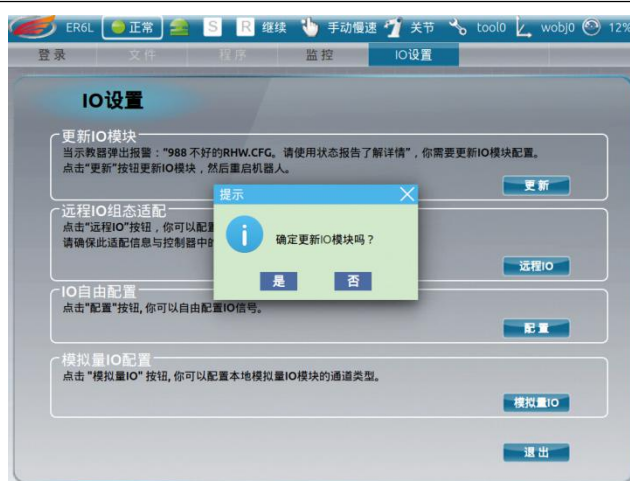 ER6L 正常 S R 继续 手动慢速 关节 tool0 wobj0 12%
登录 文件 程序 监控 IO设置
IO设置
更新IO模块
当示教器弹出报警："988 不好的RHW.CFG。请使用状态报告了解详情"，你需要更新IO模块配置。
点击"更新"按钮更新IO模块，然后重启机器人。
更新
提示
确定更新IO模块吗？
是 否
远程IO组态适配
点击"远程IO"按钮，你可以配
请确保此适配信息与控制器中的
远程IO
IO自由配置
点击"配置"按钮,你可以自由配置IO信号。
配置
模拟量IO配置
点击"模拟量IO" 按钮,你可以配置本地模拟量IO模块的通道类型。
模拟量IO
退出